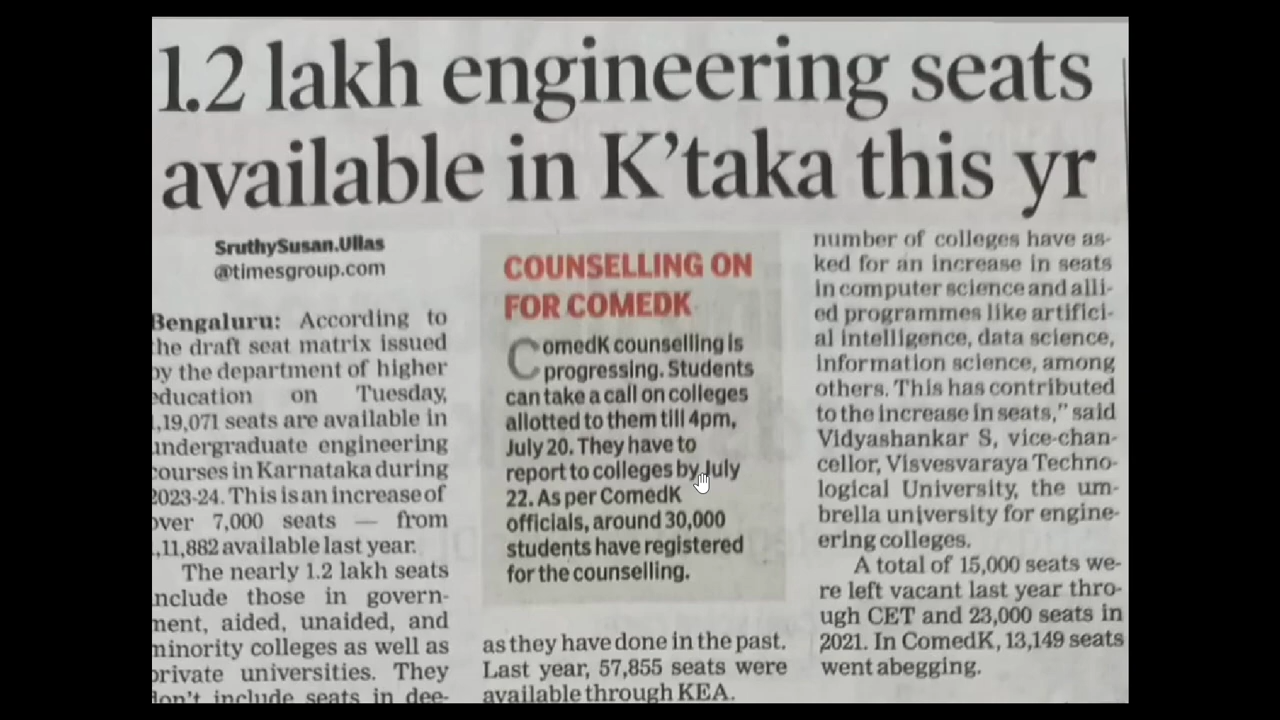 1.2 lakh engineering seats
available in K'taka this yr
SruthySusan.Ullas
@timesgroup.com
Bengaluru: According to
the draft seat matrix issued
by the department of higher
education on Tuesday,
1,19,071 seats are available in
undergraduate engineering
courses in Karnataka during
2023-24. This is an increase of
over 7,000 seats — from
1,11,882 available last year.
The nearly 1.2 lakh seats
include those in govern-
ment, aided, unaided, and
minority colleges as well as
private universities. They
don't include seats in dee-
COUNSELLING ON
FOR COMEDK
ComedK counselling is
progressing. Students
can take a call on colleges
allotted to them till 4pm,
July 20. They have to
report to colleges by July
22. As per ComedK
officials, around 30,000
students have registered
for the counselling.
as they have done in the past.
Last year, 57,855 seats were
available through KEA.
number of colleges have as-
ked for an increase in seats
in computer science and alli-
ed programmes like artifici-
al intelligence, data science,
information science, among
others. This has contributed
to the increase in seats," said
Vidyashankar S, vice-chan-
cellor, Visvesvaraya Techno-
logical University, the um-
brella university for engine-
ering colleges.
A total of 15,000 seats we-
re left vacant last year thro-
ugh CET and 23,000 seats in
2021. In ComedK, 13,149 seats
went abegging.